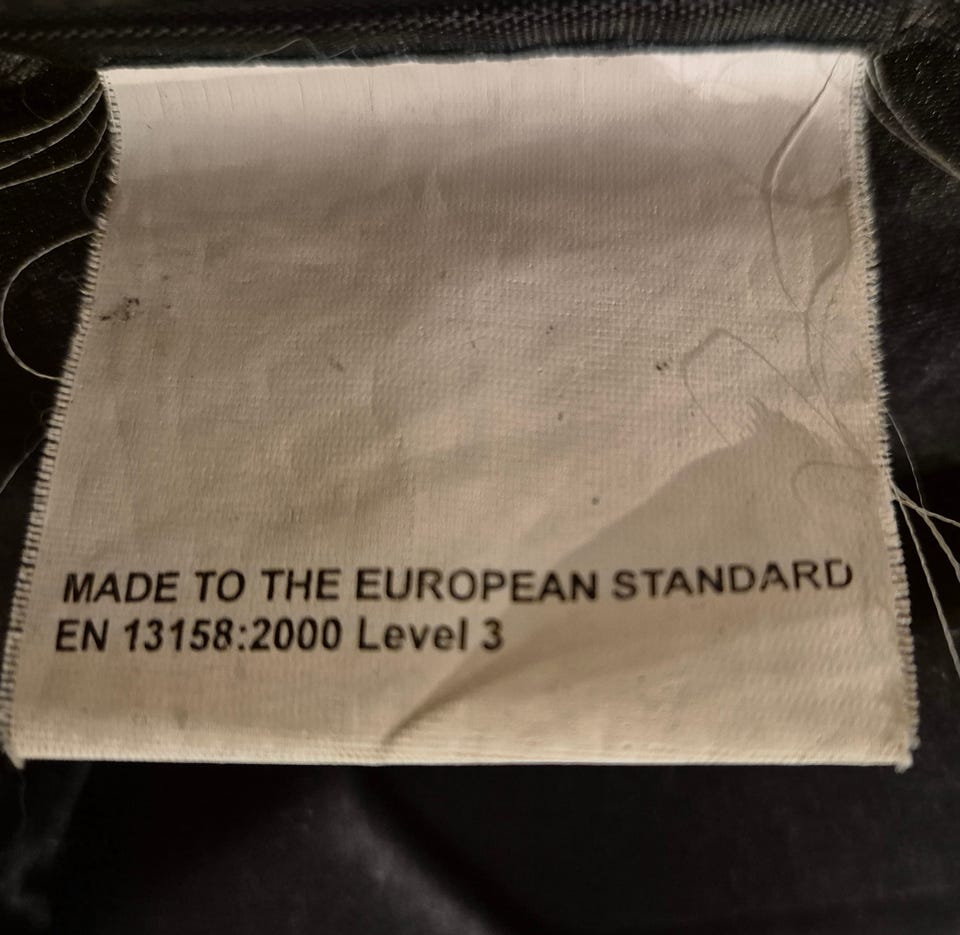 MADE TO THE EUROPEAN STANDARD
EN 13158:2000 Level 3